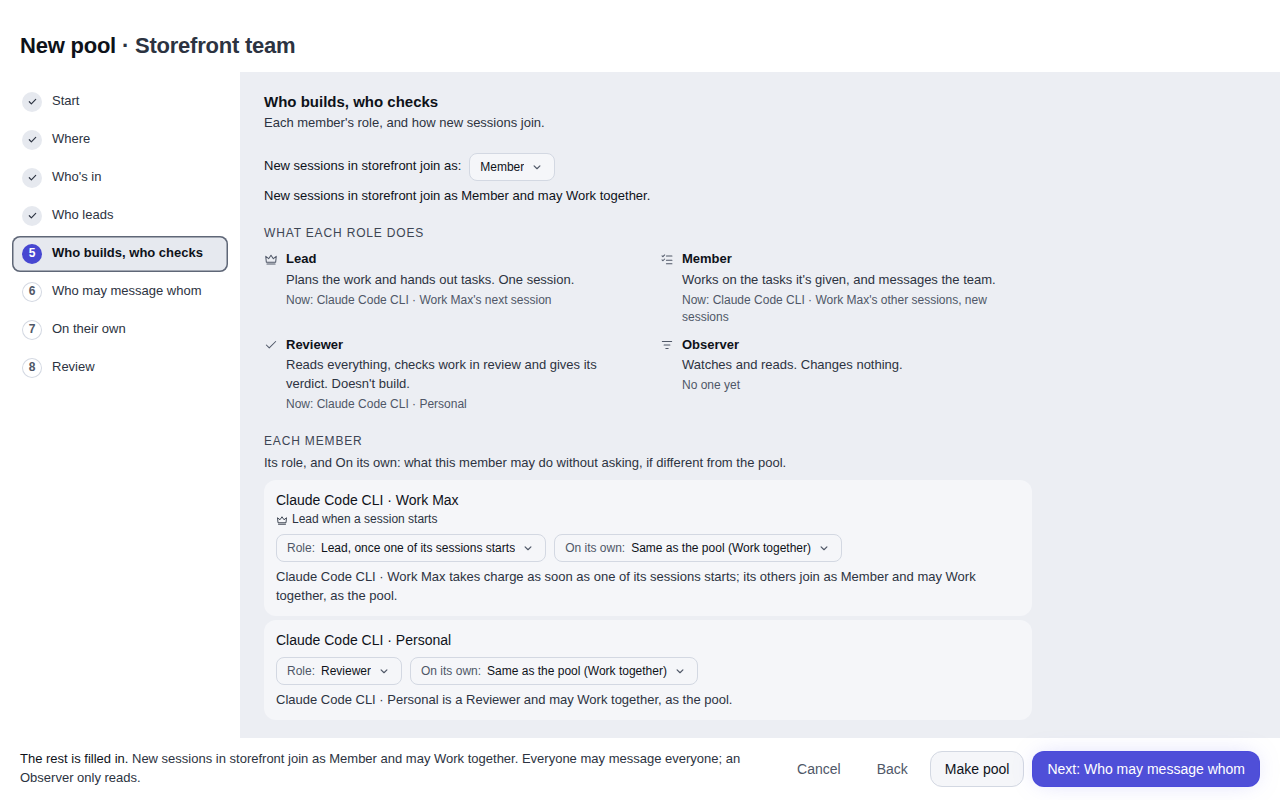 New pool · Storefront team
Start
Where
Who's in
Who leads
5 Who builds, who checks
6 Who may message whom
7 On their own
8 Review
Who builds, who checks
Each member's role, and how new sessions join.
New sessions in storefront join as: Member
New sessions in storefront join as Member and may Work together.
WHAT EACH ROLE DOES
Lead
Plans the work and hands out tasks. One session.
Now: Claude Code CLI · Work Max's next session
Member
Works on the tasks it's given, and messages the team.
Now: Claude Code CLI · Work Max's other sessions, new
sessions
Reviewer
Reads everything, checks work in review and gives its
verdict. Doesn't build.
Now: Claude Code CLI · Personal
Observer
Watches and reads. Changes nothing.
No one yet
EACH MEMBER
Its role, and On its own: what this member may do without asking, if different from the pool.
Claude Code CLI · Work Max
Lead when a session starts
Role: Lead, once one of its sessions starts On its own: Same as the pool (Work together)
Claude Code CLI · Work Max takes charge as soon as one of its sessions starts; its others join as Member and may Work
together, as the pool.
Claude Code CLI · Personal
Role: Reviewer On its own: Same as the pool (Work together)
Claude Code CLI · Personal is a Reviewer and may Work together, as the pool.
The rest is filled in. New sessions in storefront join as Member and may Work together. Everyone may message everyone; an
Observer only reads.
Cancel Back Make pool Next: Who may message whom